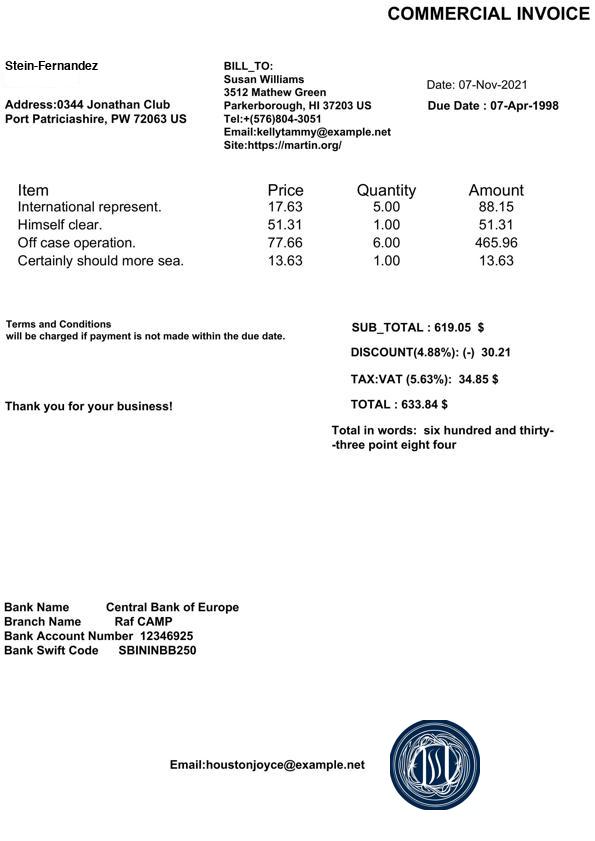 COMMERCIAL INVOICE
Stein-Fernandez
Address:0344 Jonathan Club
Port Patriciashire, PW 72063 US
BILL_TO:
Susan Williams
3512 Mathew Green
Parkerborough, HI 37203 US
Tel:+(576)804-3051
Email:kellytammy@example.net
Site:https://martin.org/
Date: 07-Nov-2021
Due Date : 07-Apr-1998
Item Price Quantity Amount
International represent. 17.63 5.00 88.15
Himself clear. 51.31 1.00 51.31
Off case operation. 77.66 6.00 465.96
Certainly should more sea. 13.63 1.00 13.63
Terms and Conditions
will be charged if payment is not made within the due date.
SUB_TOTAL : 619.05 $
DISCOUNT(4.88%): (-) 30.21
TAX:VAT (5.63%): 34.85 $
TOTAL : 633.84 $
Thank you for your business!
Total in words: six hundred and thirty-
-three point eight four
Bank Name Central Bank of Europe
Branch Name Raf CAMP
Bank Account Number 12346925
Bank Swift Code SBININBB250
Email:houstonjoyce@example.net